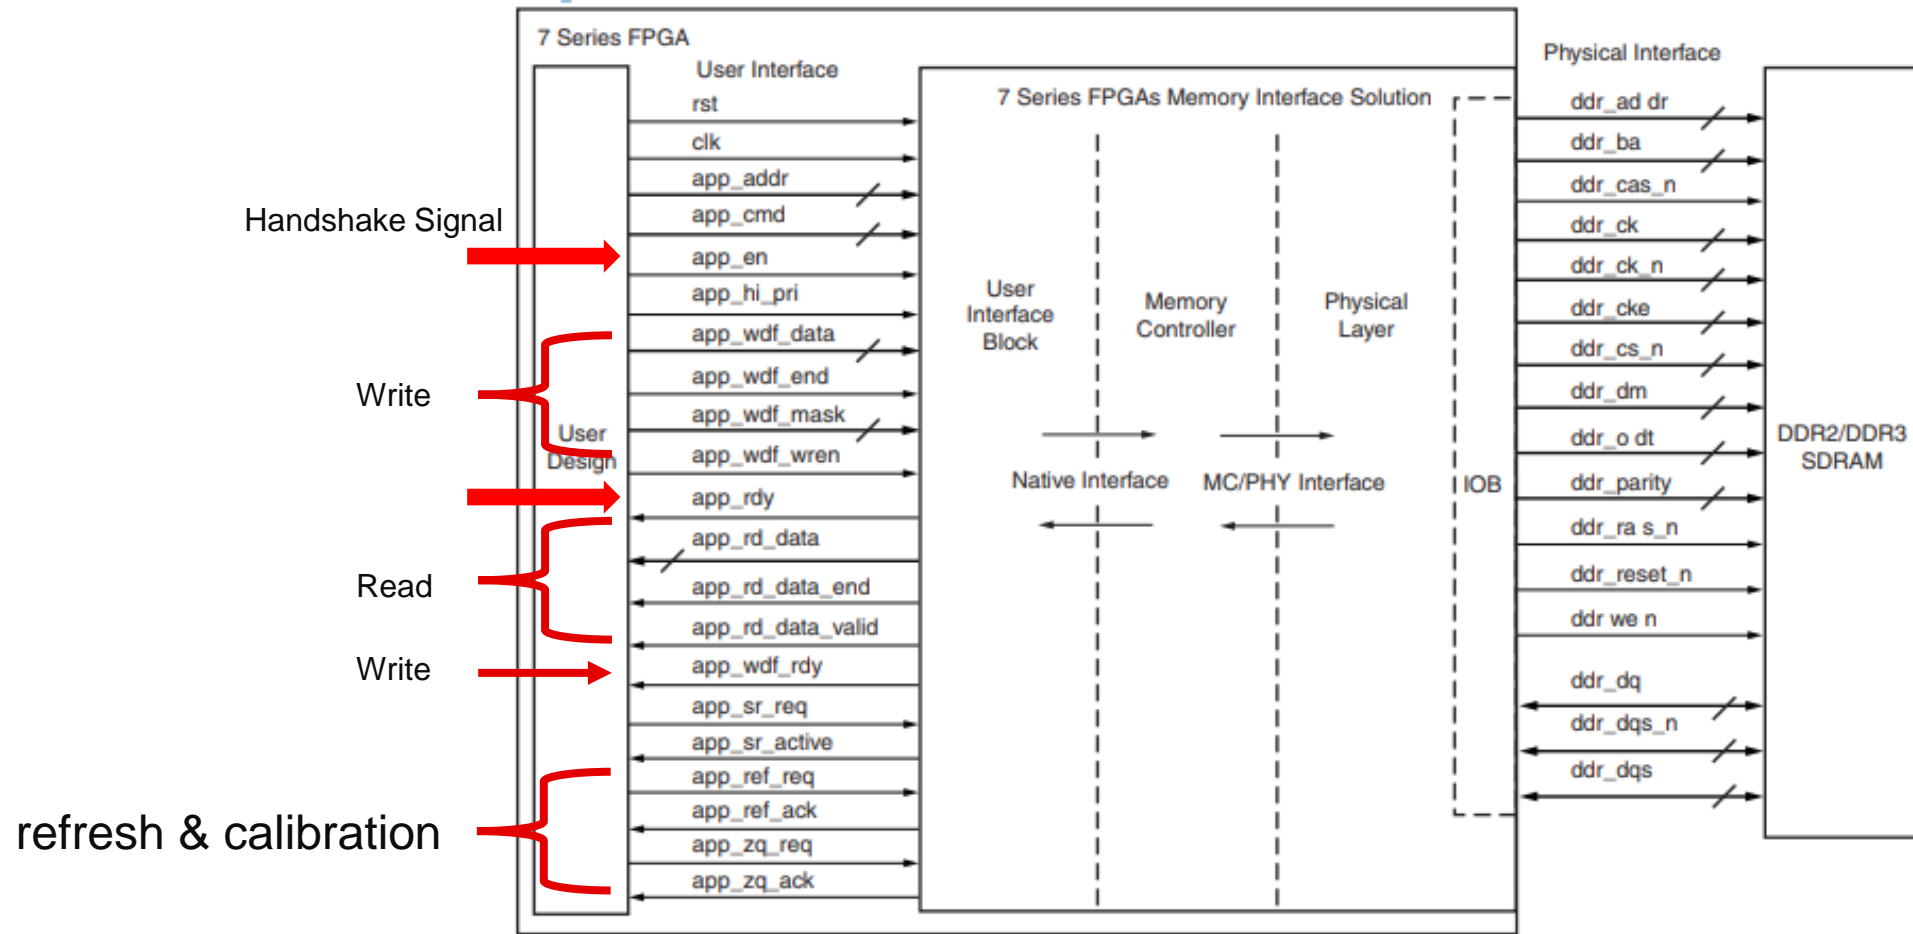 7 Series FPGA
User Interface
rst
clk
app_addr
app_cmd
app_en
app_hi_pri
app_wdf_data
app_wdf_end
app_wdf_mask
app_wdf_wren
app_rdy
app_rd_data
app_rd_data_end
app_rd_data_valid
app_wdf_rdy
app_sr_req
app_sr_active
app_ref_req
app_ref_ack
app_zq_req
app_zq_ack
Handshake Signal
Write
Read
Write
refresh & calibration
User
Design
7 Series FPGAs Memory Interface Solution
User
Interface
Block
Memory
Controller
Physical
Layer
Native Interface
MC/PHY Interface
IOB
Physical Interface
ddr_ad dr
ddr_ba
ddr_cas_n
ddr_ck
ddr_ck_n
ddr_cke
ddr_cs_n
ddr_dm
ddr_o dt
ddr_parity
ddr_ra s_n
ddr_reset_n
ddr we n
ddr_dq
ddr_dqs_n
ddr_dqs
DDR2/DDR3
SDRAM